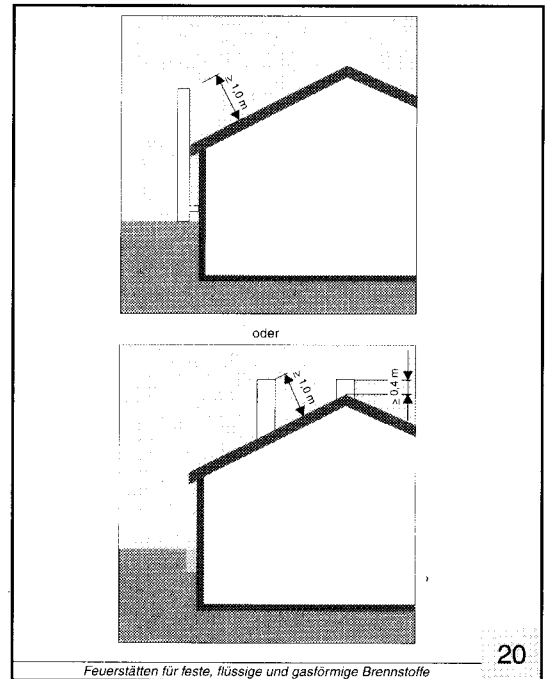 ≥ 1,0 m
oder
≥ 1,0 m
≥ 0,4 m
Feuerstätten für feste, flüssige und gasförmige Brennstoffe
20